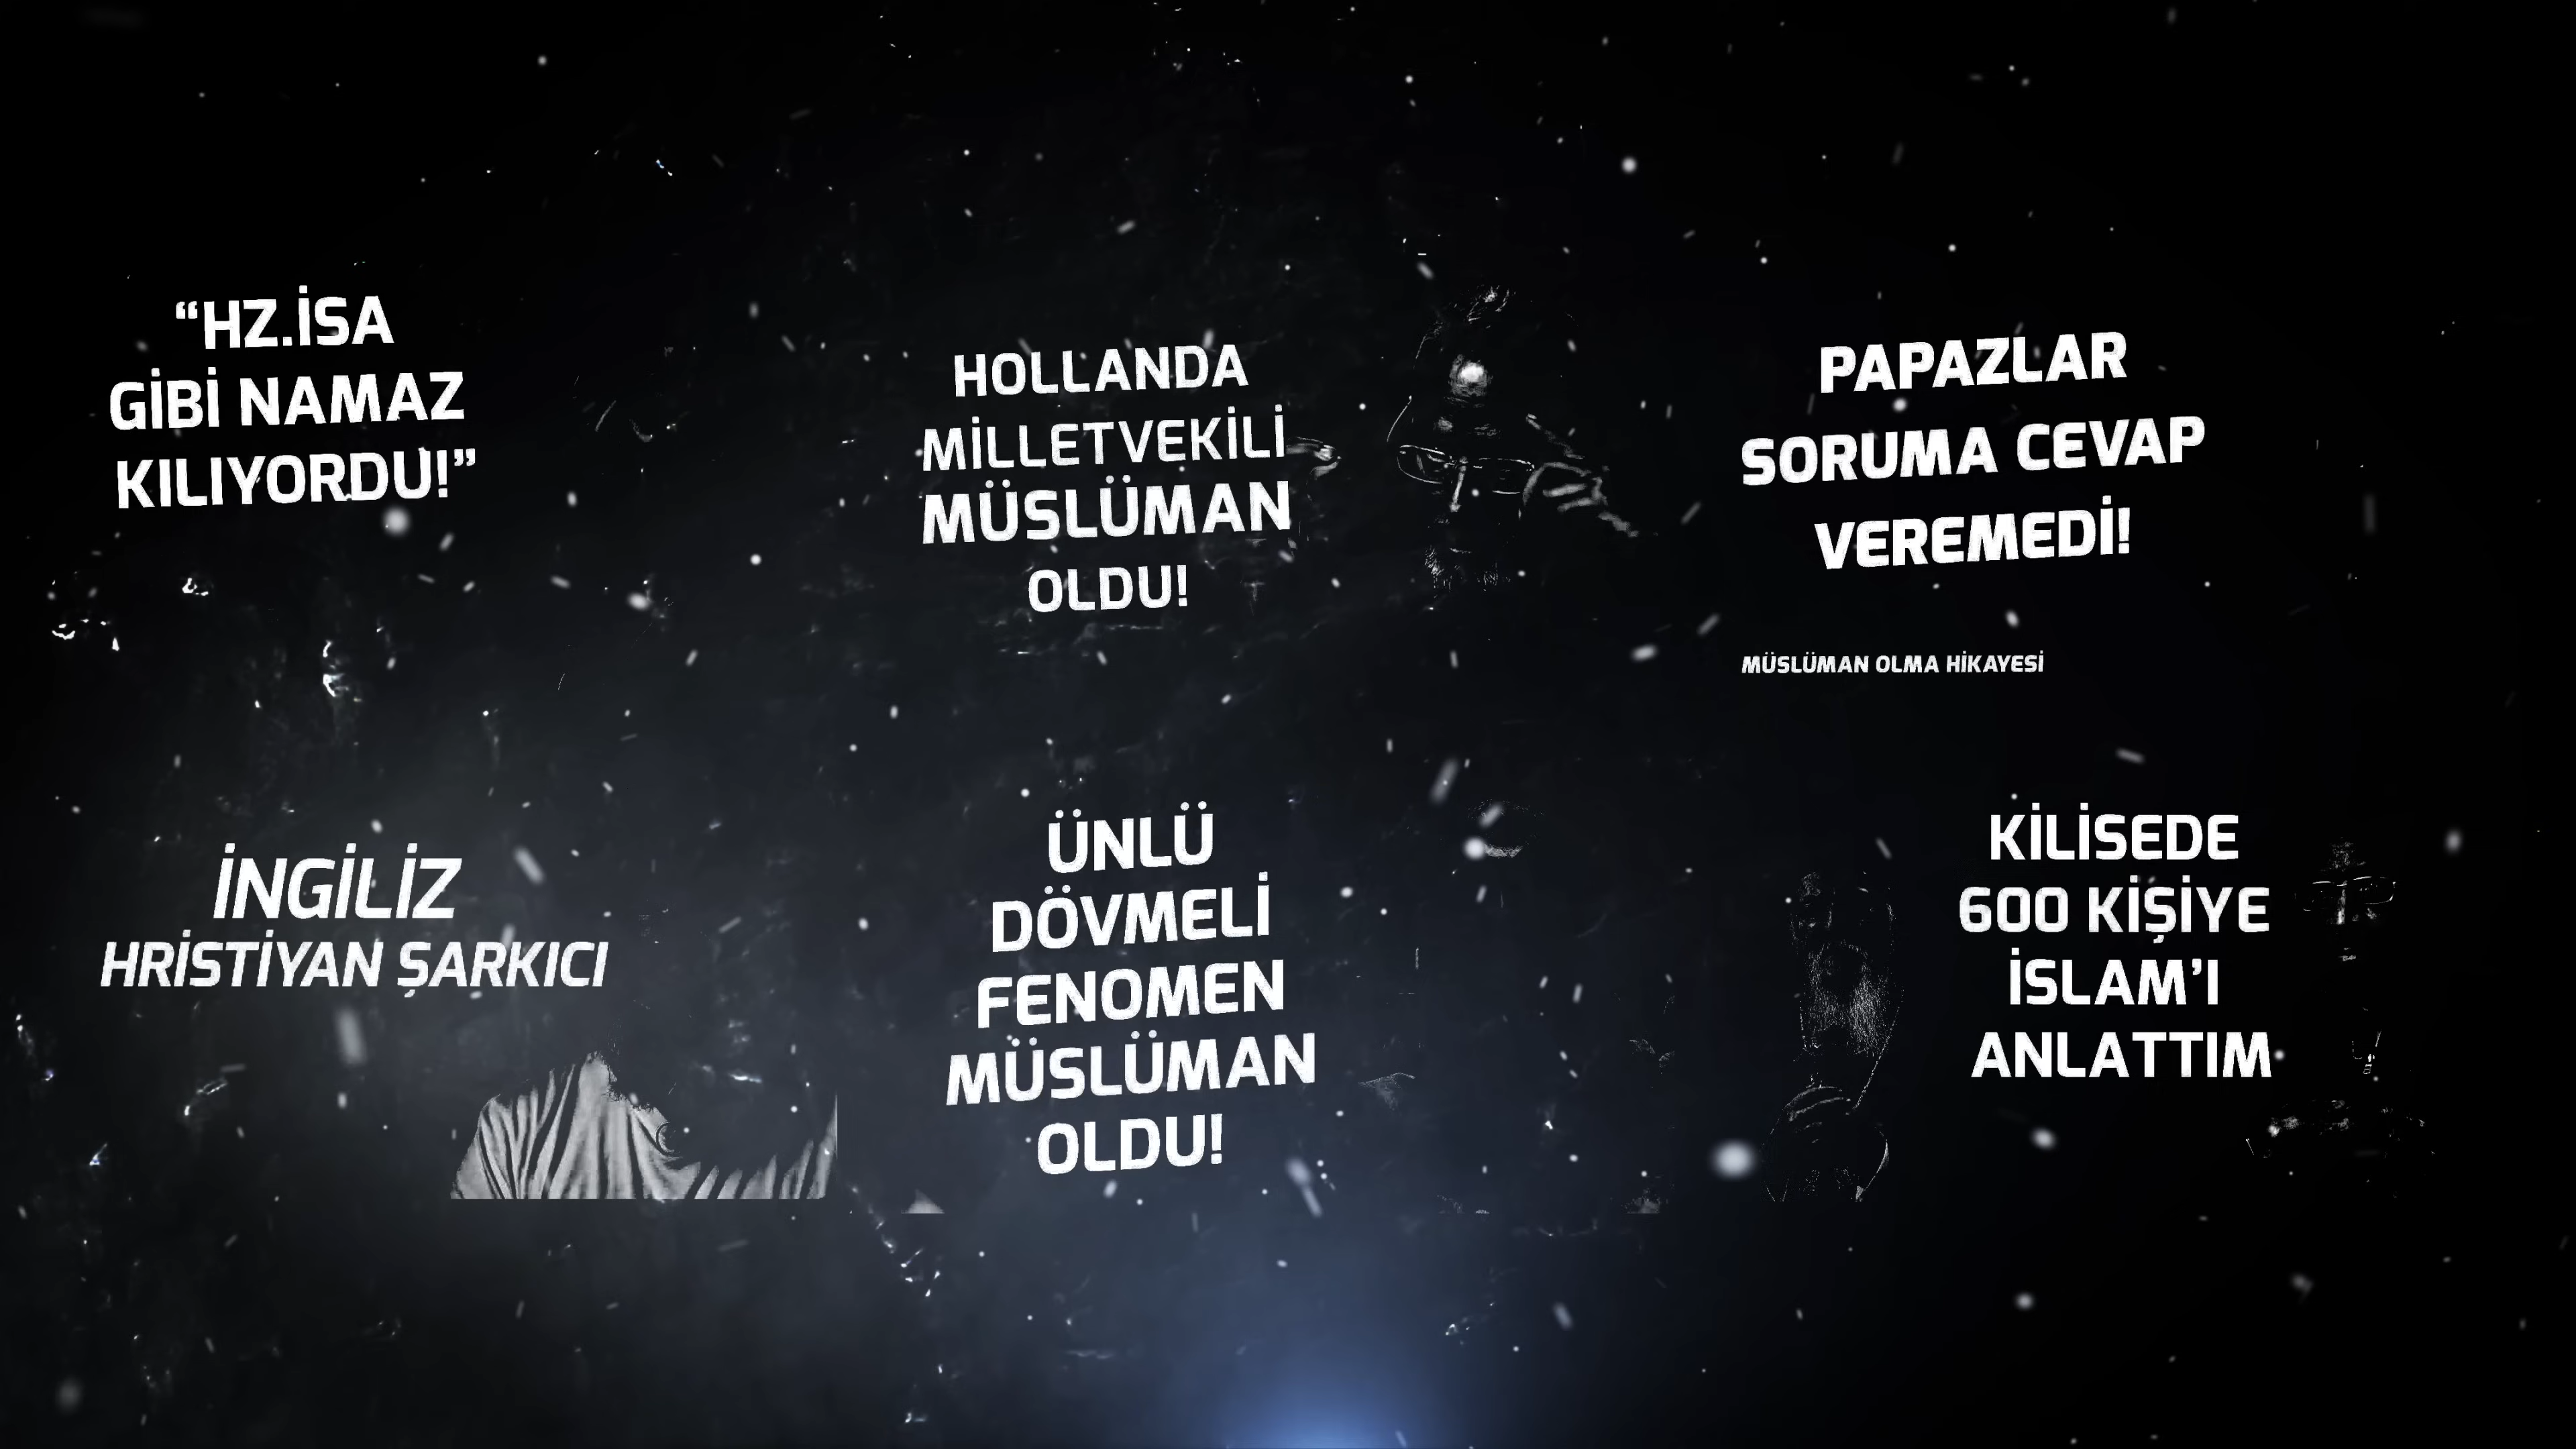 “HZ.İSA
GİBİ NAMAZ
KILIYORDU!”
HOLLANDA
MİLLETVEKİLİ
MÜSLÜMAN
OLDU!
PAPAZLAR
SORUMA CEVAP
VEREMEDİ!
MÜSLÜMAN OLMA HİKAYESİ
İNGİLİZ
HRİSTİYAN ŞARKICI
ÜNLÜ
DÖVMELİ
FENOMEN
MÜSLÜMAN
OLDU!
KİLİSEDE
600 KİŞİYE
İSLAM’I
ANLATTIM